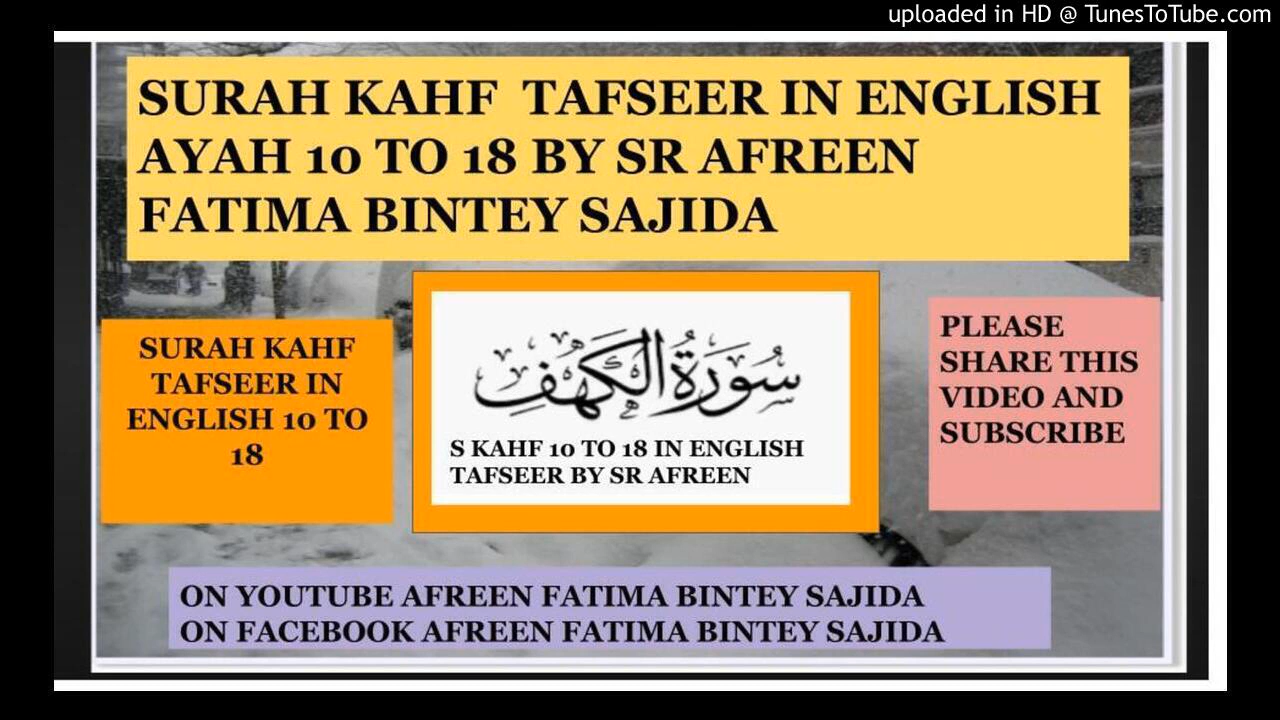 uploaded in HD @ TunesToTube.com
SURAH KAHF TAFSEER IN ENGLISH
AYAH 10 TO 18 BY SR AFREEN
FATIMA BINTEY SAJIDA
SURAH KAHF
TAFSEER IN
ENGLISH 10 TO
18
سُورَةُ الْكَهْفِ
S KAHF 10 TO 18 IN ENGLISH
TAFSEER BY SR AFREEN
PLEASE
SHARE THIS
VIDEO AND
SUBSCRIBE
ON YOUTUBE AFREEN FATIMA BINTEY SAJIDA
ON FACEBOOK AFREEN FATIMA BINTEY SAJIDA